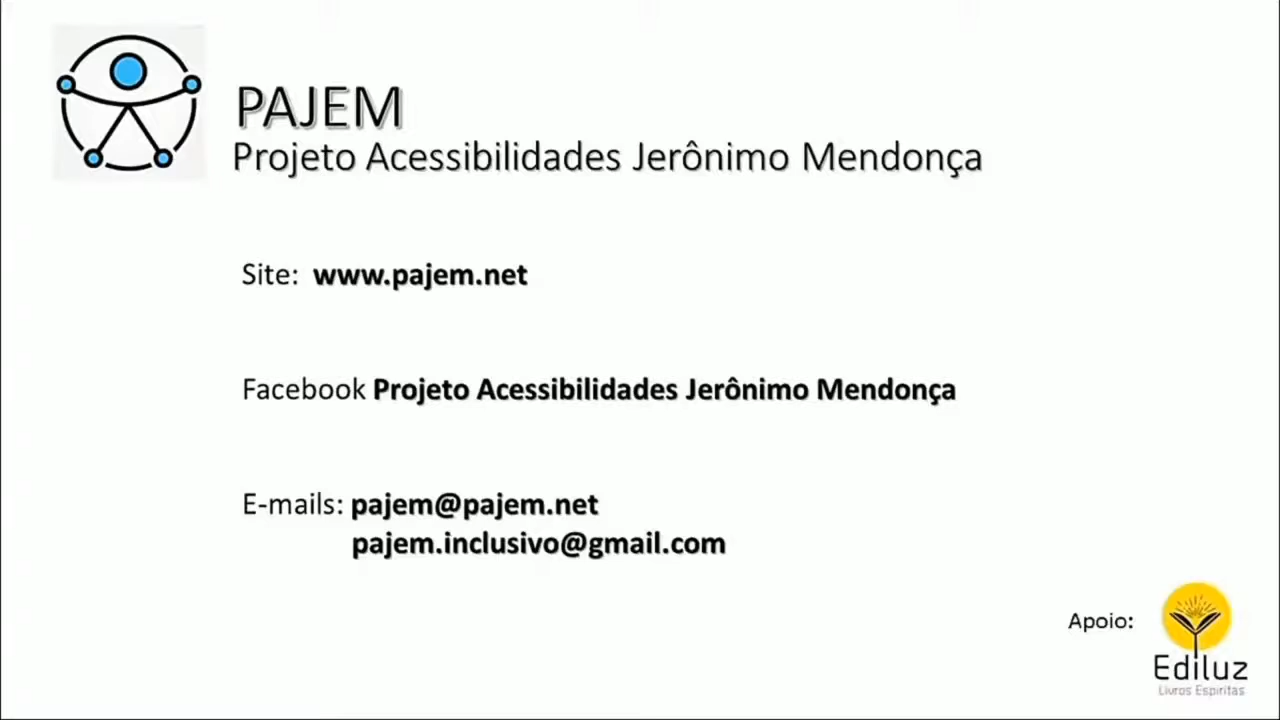 PAJEM
Projeto Acessibilidades Jerônimo Mendonça
Site: www.pajem.net
Facebook Projeto Acessibilidades Jerônimo Mendonça
E-mails: pajem@pajem.net
pajem.inclusivo@gmail.com
Apoio:
Ediluz
Livros Espíritas